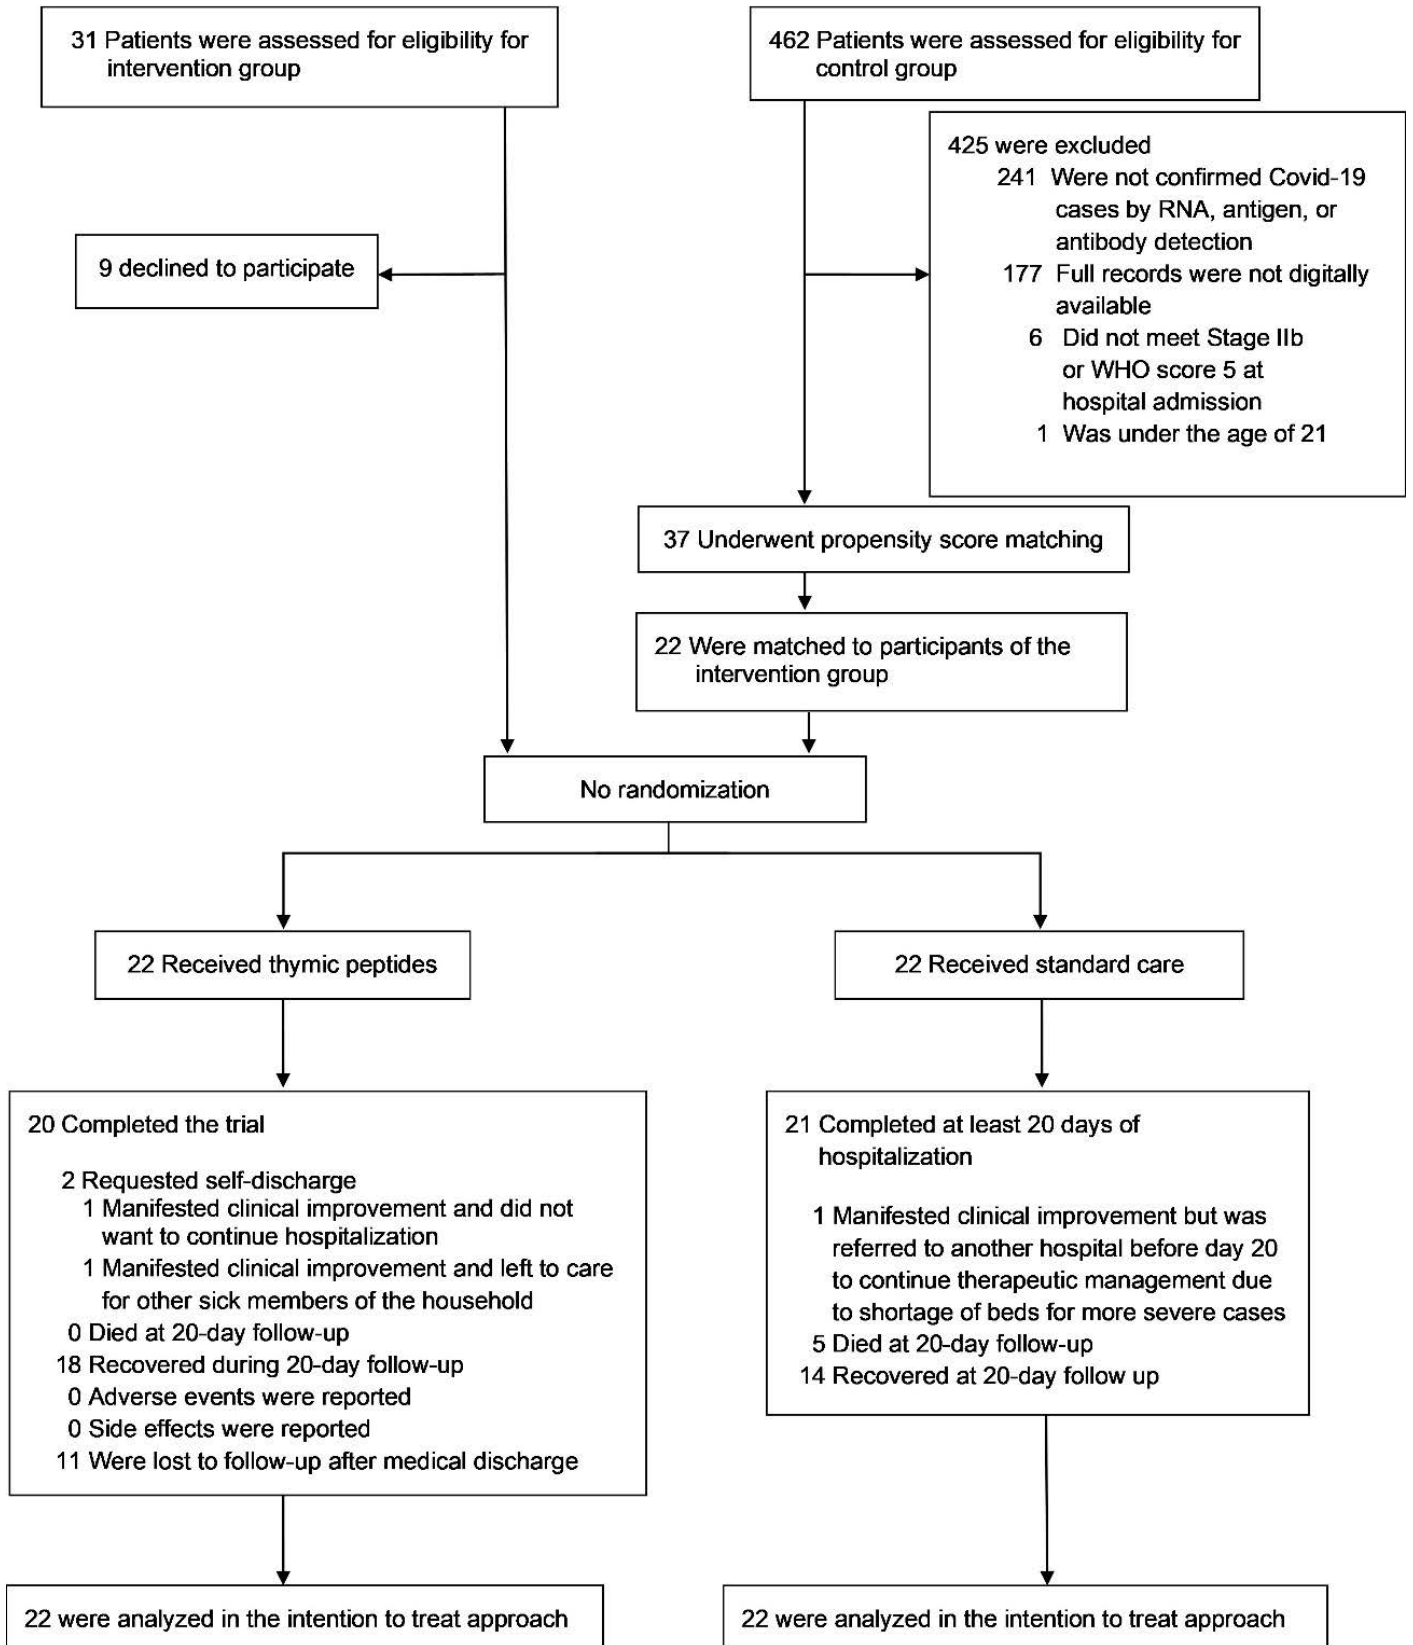 31 Patients were assessed for eligibility for
intervention group
462 Patients were assessed for eligibility for
control group
425 were excluded
241 Were not confirmed Covid-19
cases by RNA, antigen, or
antibody detection
177 Full records were not digitally
available
6 Did not meet Stage IIb
or WHO score 5 at
hospital admission
1 Was under the age of 21
9 declined to participate
37 Underwent propensity score matching
22 Were matched to participants of the
intervention group
No randomization
22 Received thymic peptides
22 Received standard care
20 Completed the trial
2 Requested self-discharge
1 Manifested clinical improvement and did not
want to continue hospitalization
1 Manifested clinical improvement and left to care
for other sick members of the household
0 Died at 20-day follow-up
18 Recovered during 20-day follow-up
0 Adverse events were reported
0 Side effects were reported
11 Were lost to follow-up after medical discharge
21 Completed at least 20 days of
hospitalization
1 Manifested clinical improvement but was
referred to another hospital before day 20
to continue therapeutic management due
to shortage of beds for more severe cases
5 Died at 20-day follow-up
14 Recovered at 20-day follow up
22 were analyzed in the intention to treat approach
22 were analyzed in the intention to treat approach